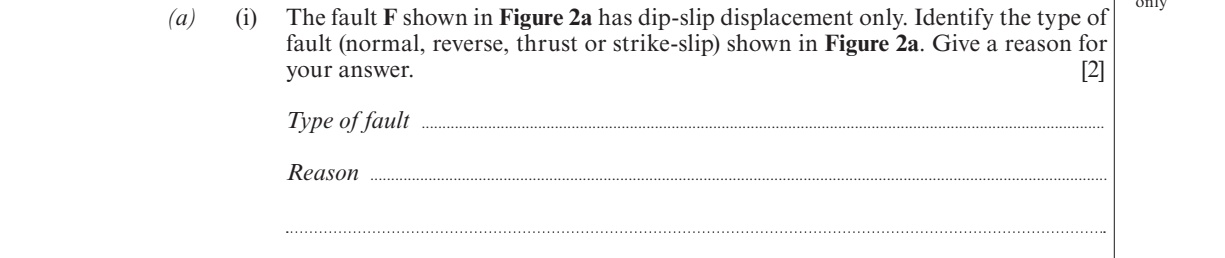 only
(a) (i) The fault F shown in Figure 2a has dip-slip displacement only. Identify the type of
fault (normal, reverse, thrust or strike-slip) shown in Figure 2a. Give a reason for
your answer. [2]
Type of fault
Reason